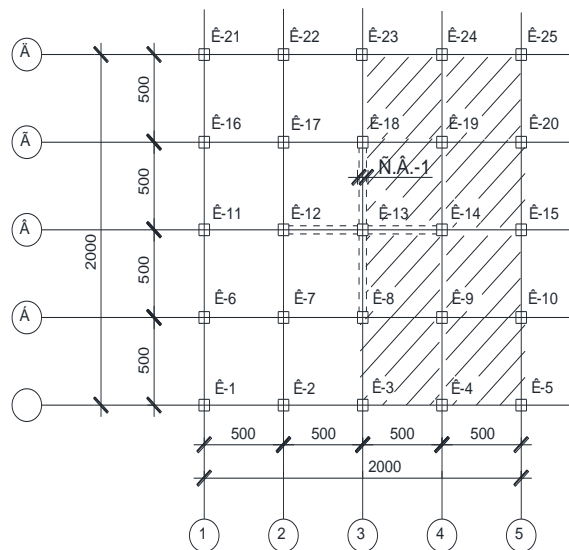 Ä Ê-21 Ê-22 Ê-23 Ê-24 Ê-25
500
Ã Ê-16 Ê-17 Ê-18 Ê-19 Ê-20
500 Ñ.Â.-1
Â Ê-11 Ê-12 Ê-13 Ê-14 Ê-15
2000
500
Á Ê-6 Ê-7 Ê-8 Ê-9 Ê-10
500
Ê-1 Ê-2 Ê-3 Ê-4 Ê-5
500 500 500 500
2000
1 2 3 4 5